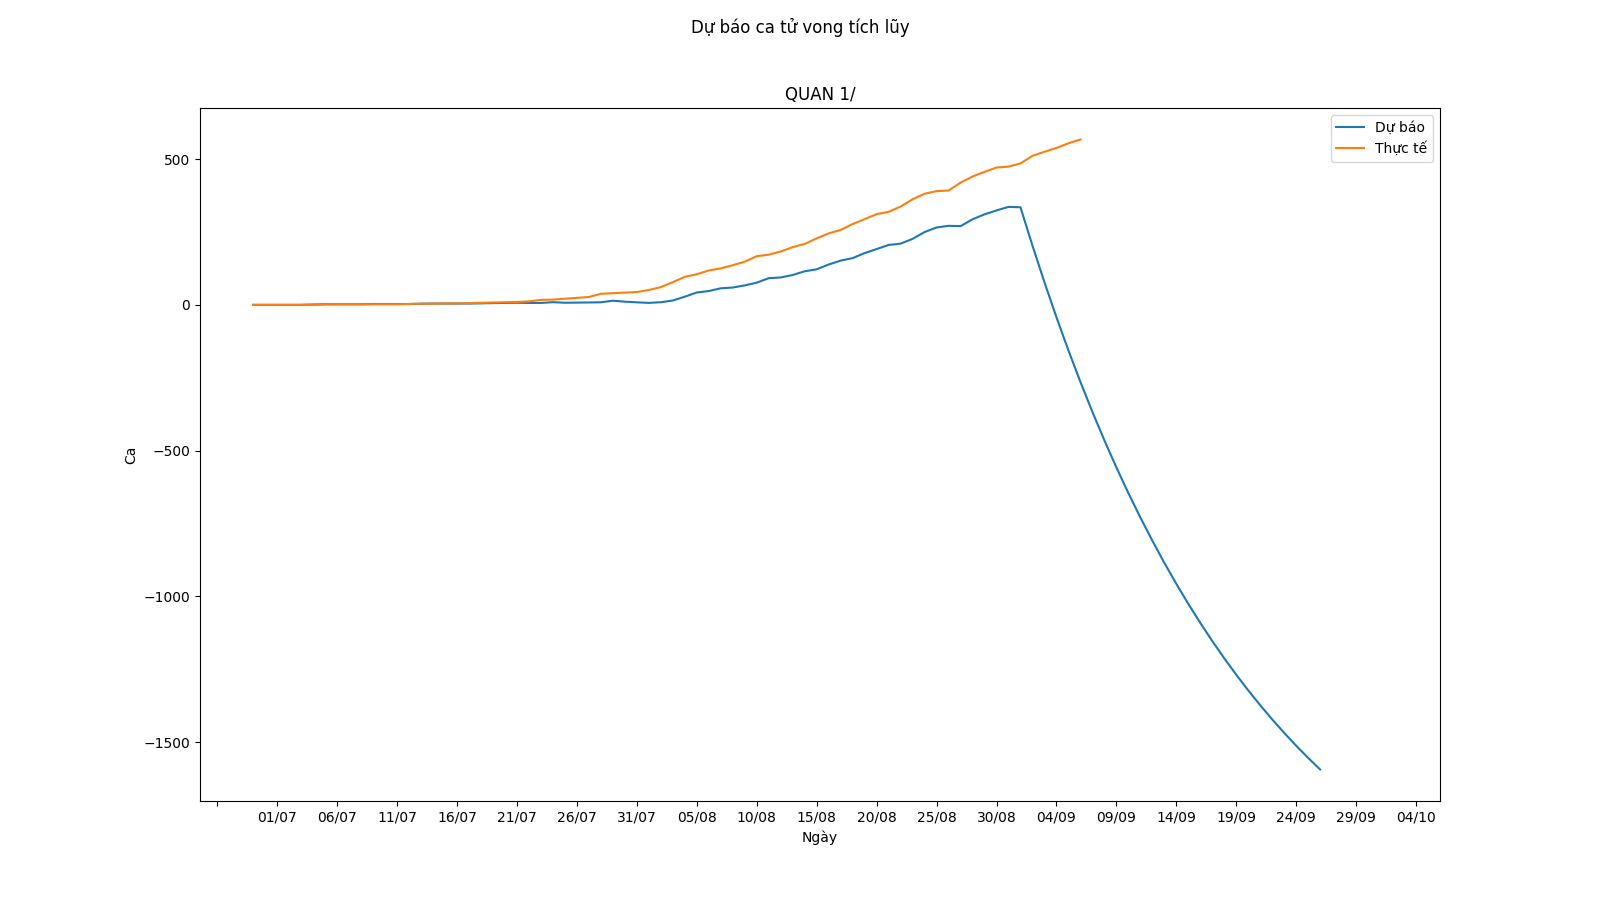 Dự báo ca tử vong tích lũy
QUAN 1/
Dự báo
Thực tế
500
0
−500
−1000
−1500
Ca
01/07 06/07 11/07 16/07 21/07 26/07 31/07 05/08 10/08 15/08 20/08 25/08 30/08 04/09 09/09 14/09 19/09 24/09 29/09 04/10
Ngày